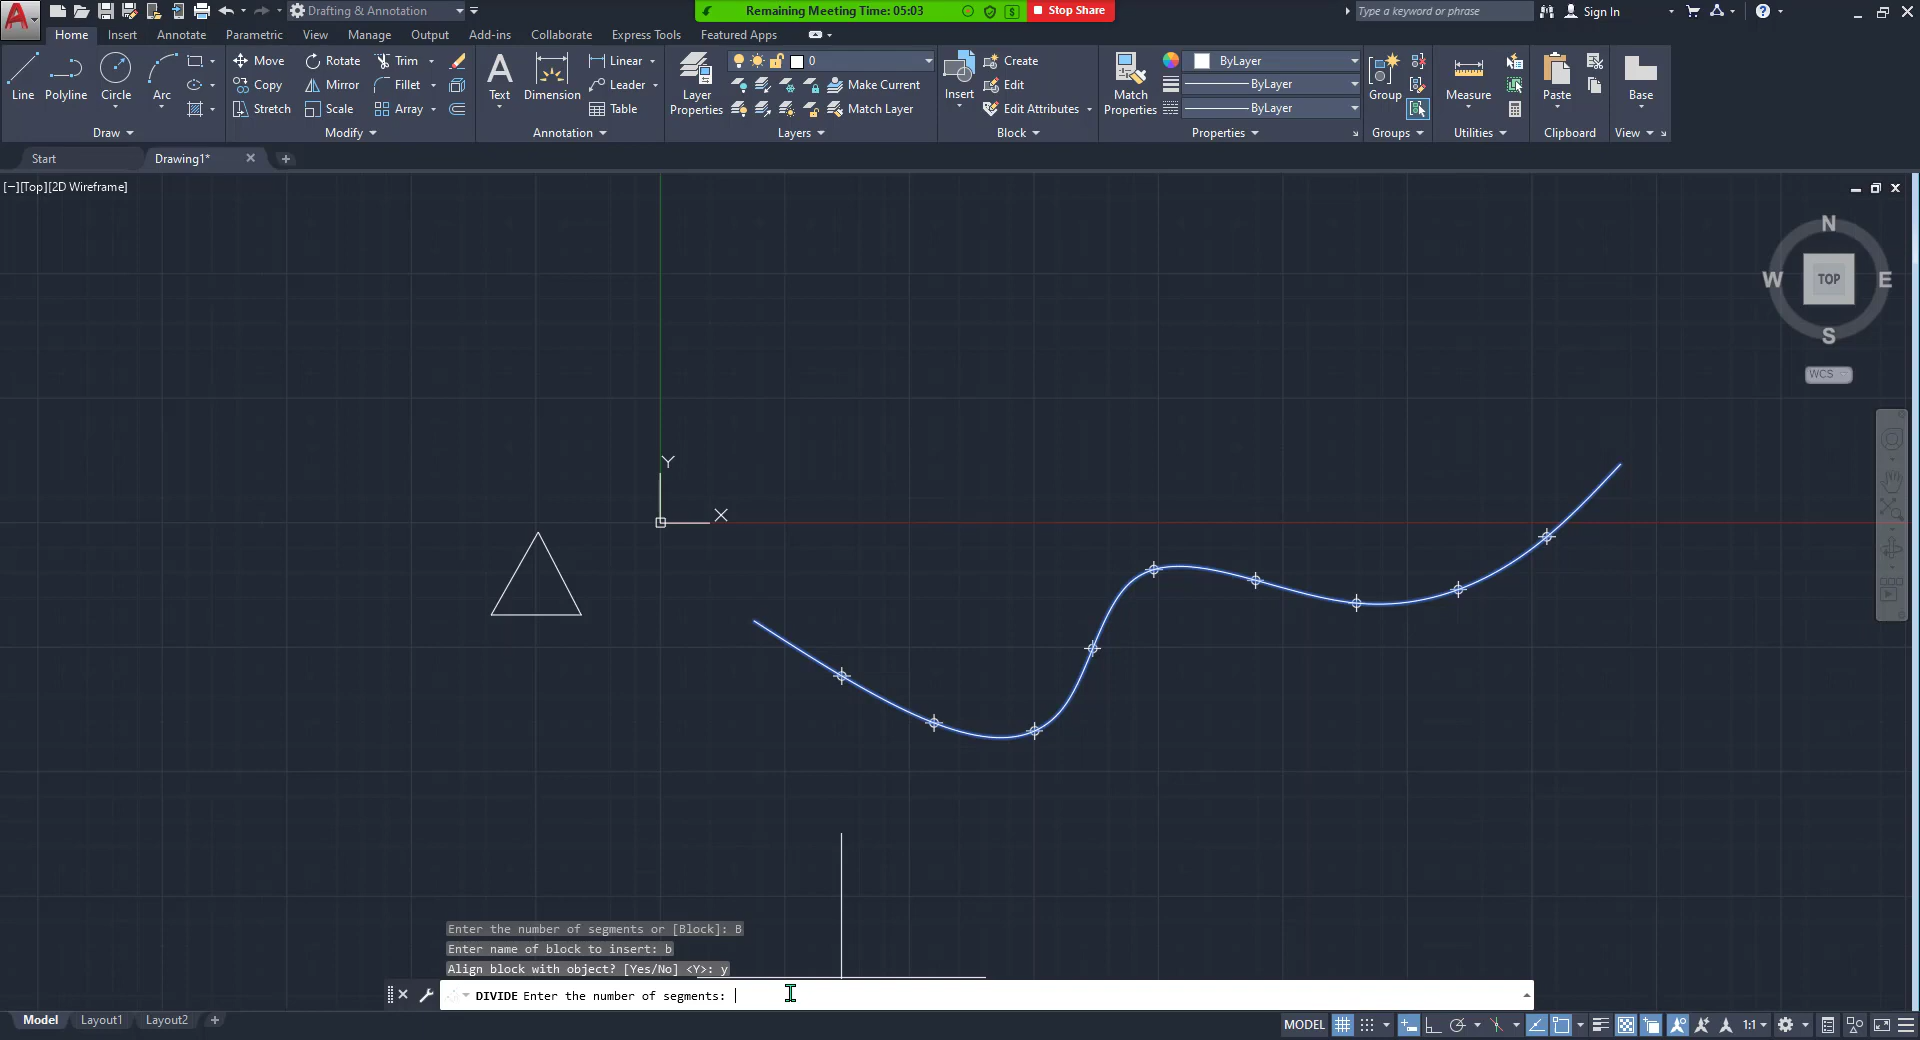 Drafting & Annotation
Remaining Meeting Time: 05:03
Stop Share
Type a keyword or phrase
Sign In
Home Insert Annotate Parametric View Manage Output Add-ins Collaborate Express Tools Featured Apps
Line Polyline Circle Arc
Draw
Move Rotate Trim
Copy Mirror Fillet
Stretch Scale Array
Modify
Text Dimension
Linear
Leader
Table
Annotation
Layer Properties
0
Make Current
Match Layer
Layers
Insert
Create
Edit
Edit Attributes
Block
Match Properties
ByLayer
ByLayer
ByLayer
Properties
Group
Groups
Measure
Utilities
Paste
Clipboard
Base
View
Start
Drawing1*
[−][Top][2D Wireframe]
N
W TOP E
S
WCS
Y
X
Enter the number of segments or [Block]: B
Enter name of block to insert: b
Align block with object? [Yes/No] <Y>: y
DIVIDE Enter the number of segments:
Model Layout1 Layout2
MODEL
1:1